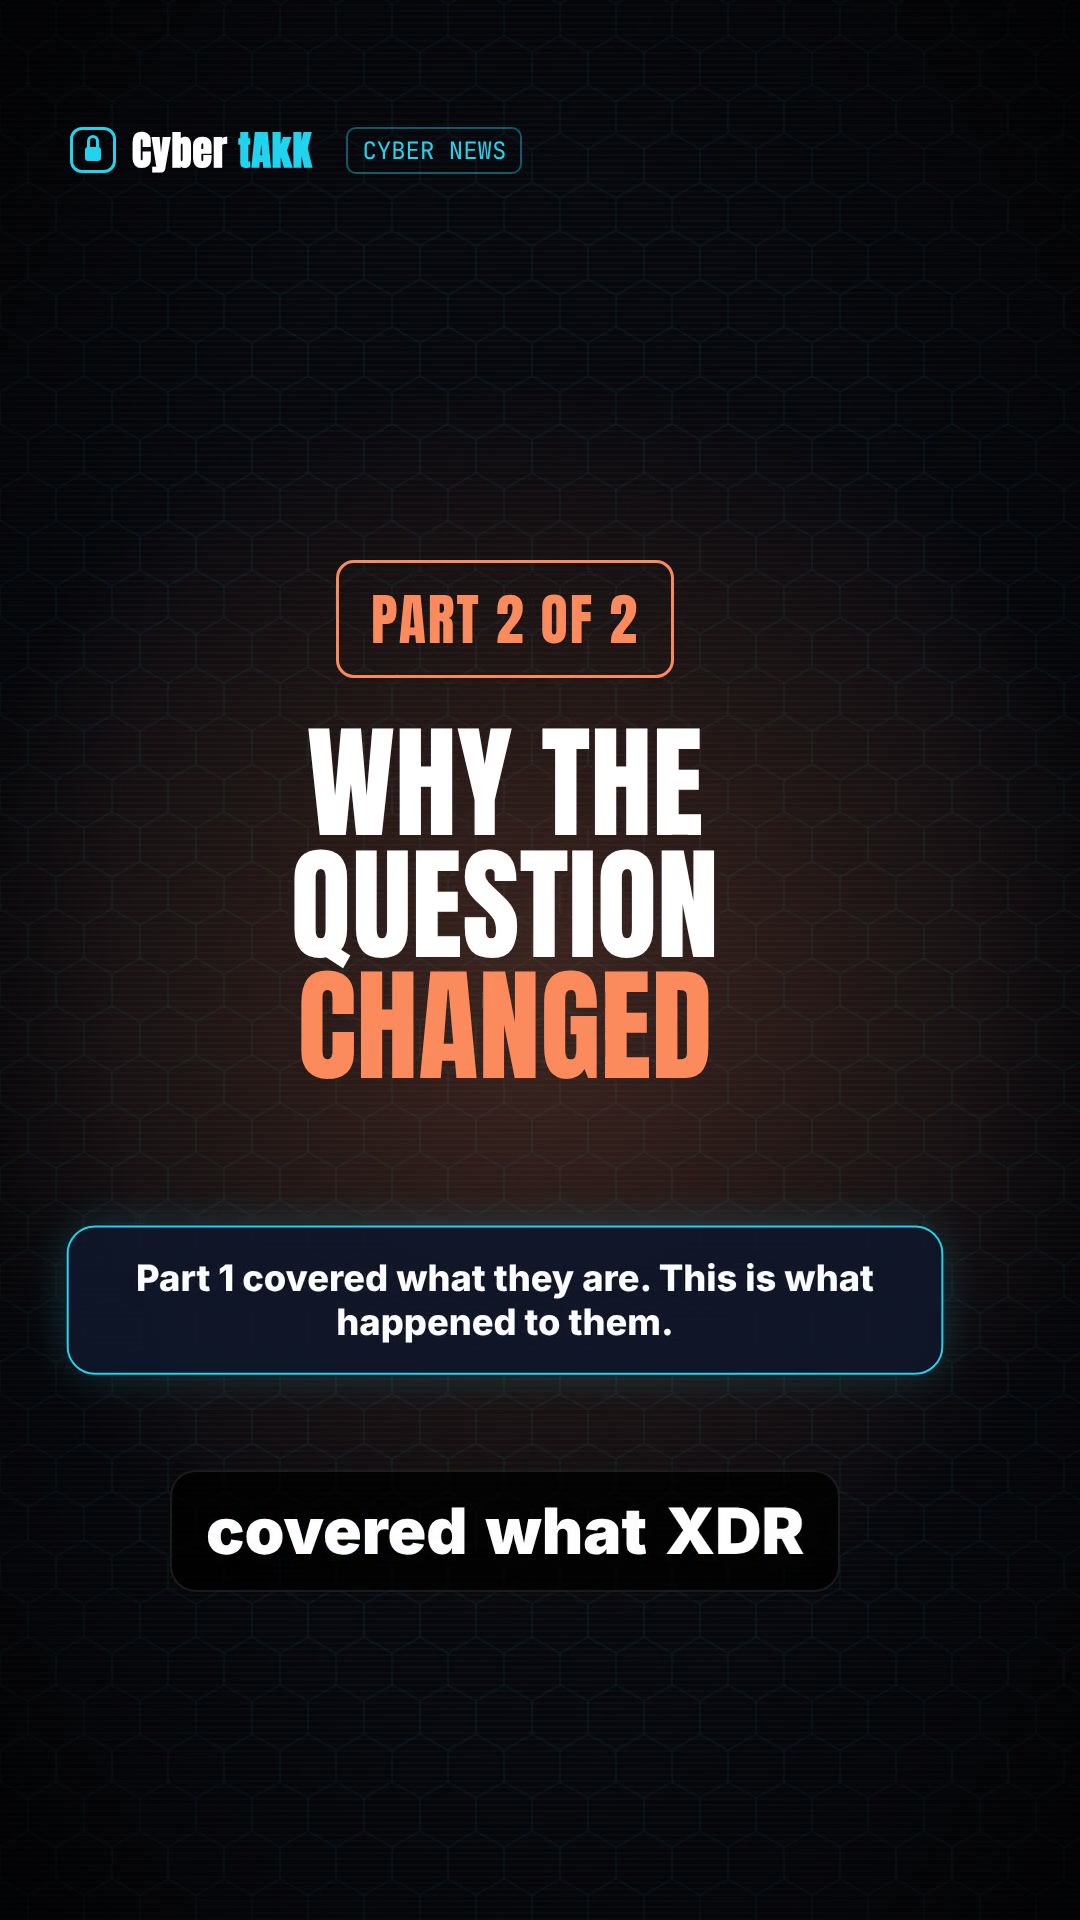 Cyber tAkK
CYBER NEWS
PART 2 OF 2
WHY THE
QUESTION
CHANGED
Part 1 covered what they are. This is what
happened to them.
covered what XDR